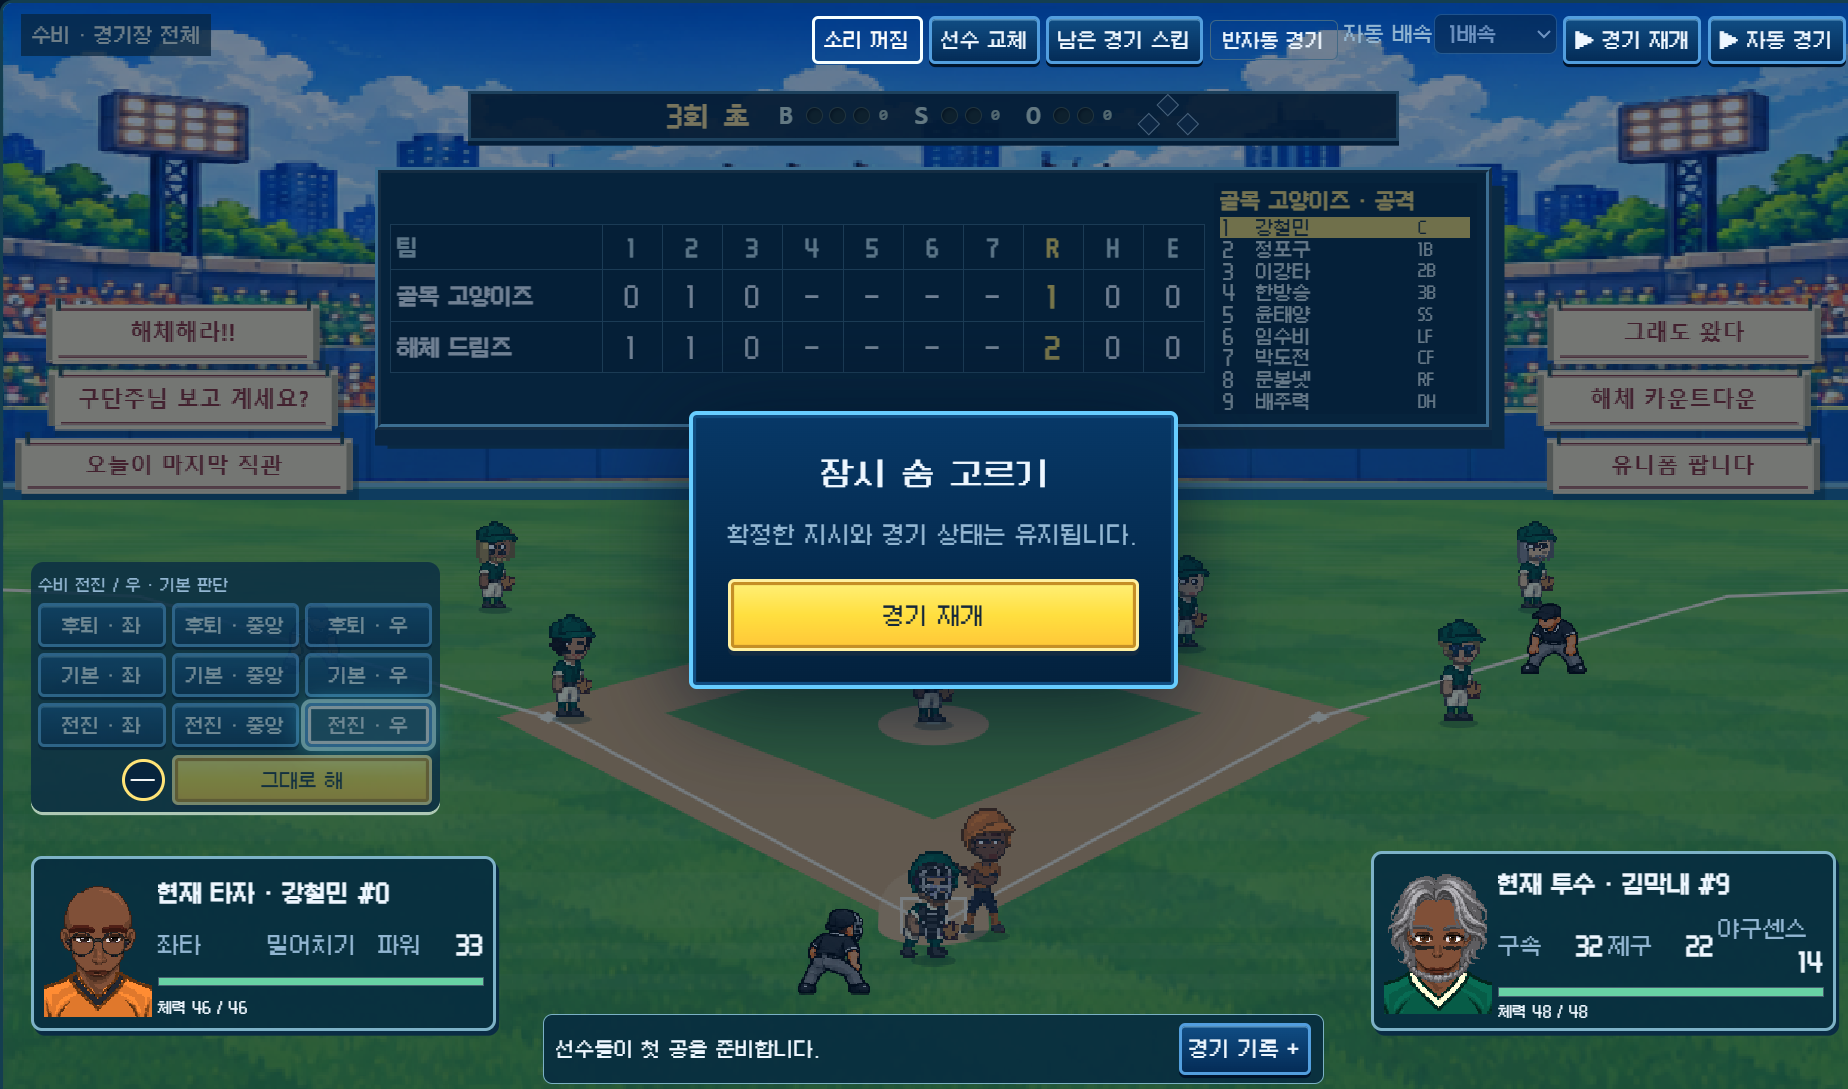 수비 · 경기장 전체
소리 꺼짐
선수 교체
남은 경기 스킵
반자동 경기
자동 배속
1배속
▶ 경기 재개
▶ 자동 경기
3회 초 B 0 S 0 O 0
팀 1 2 3 4 5 6 7 R H E
골목 고양이즈 0 1 0 - - - - 1 0 0
해체 드림즈 1 1 0 - - - - 2 0 0
골목 고양이즈 · 공격
1 강철민 C
2 정포구 1B
3 이강타 2B
4 한방승 3B
5 윤태양 SS
6 임수비 LF
7 박도전 CF
8 문볼넷 RF
9 배주력 DH
해체해라!!
구단주님 보고 계세요?
오늘이 마지막 직관
그래도 왔다
해체 카운트다운
유니폼 팝니다
잠시 숨 고르기
확정한 지시와 경기 상태는 유지됩니다.
경기 재개
수비 전진 / 우 · 기본 판단
후퇴 · 좌 후퇴 · 중앙 후퇴 · 우
기본 · 좌 기본 · 중앙 기본 · 우
전진 · 좌 전진 · 중앙 전진 · 우
그대로 해
현재 타자 · 강철민 #0
좌타 밀어치기 파워 33
체력 46 / 46
현재 투수 · 김막내 #9
구속 32 제구 22 야구센스 14
체력 48 / 48
선수들이 첫 공을 준비합니다.
경기 기록 +